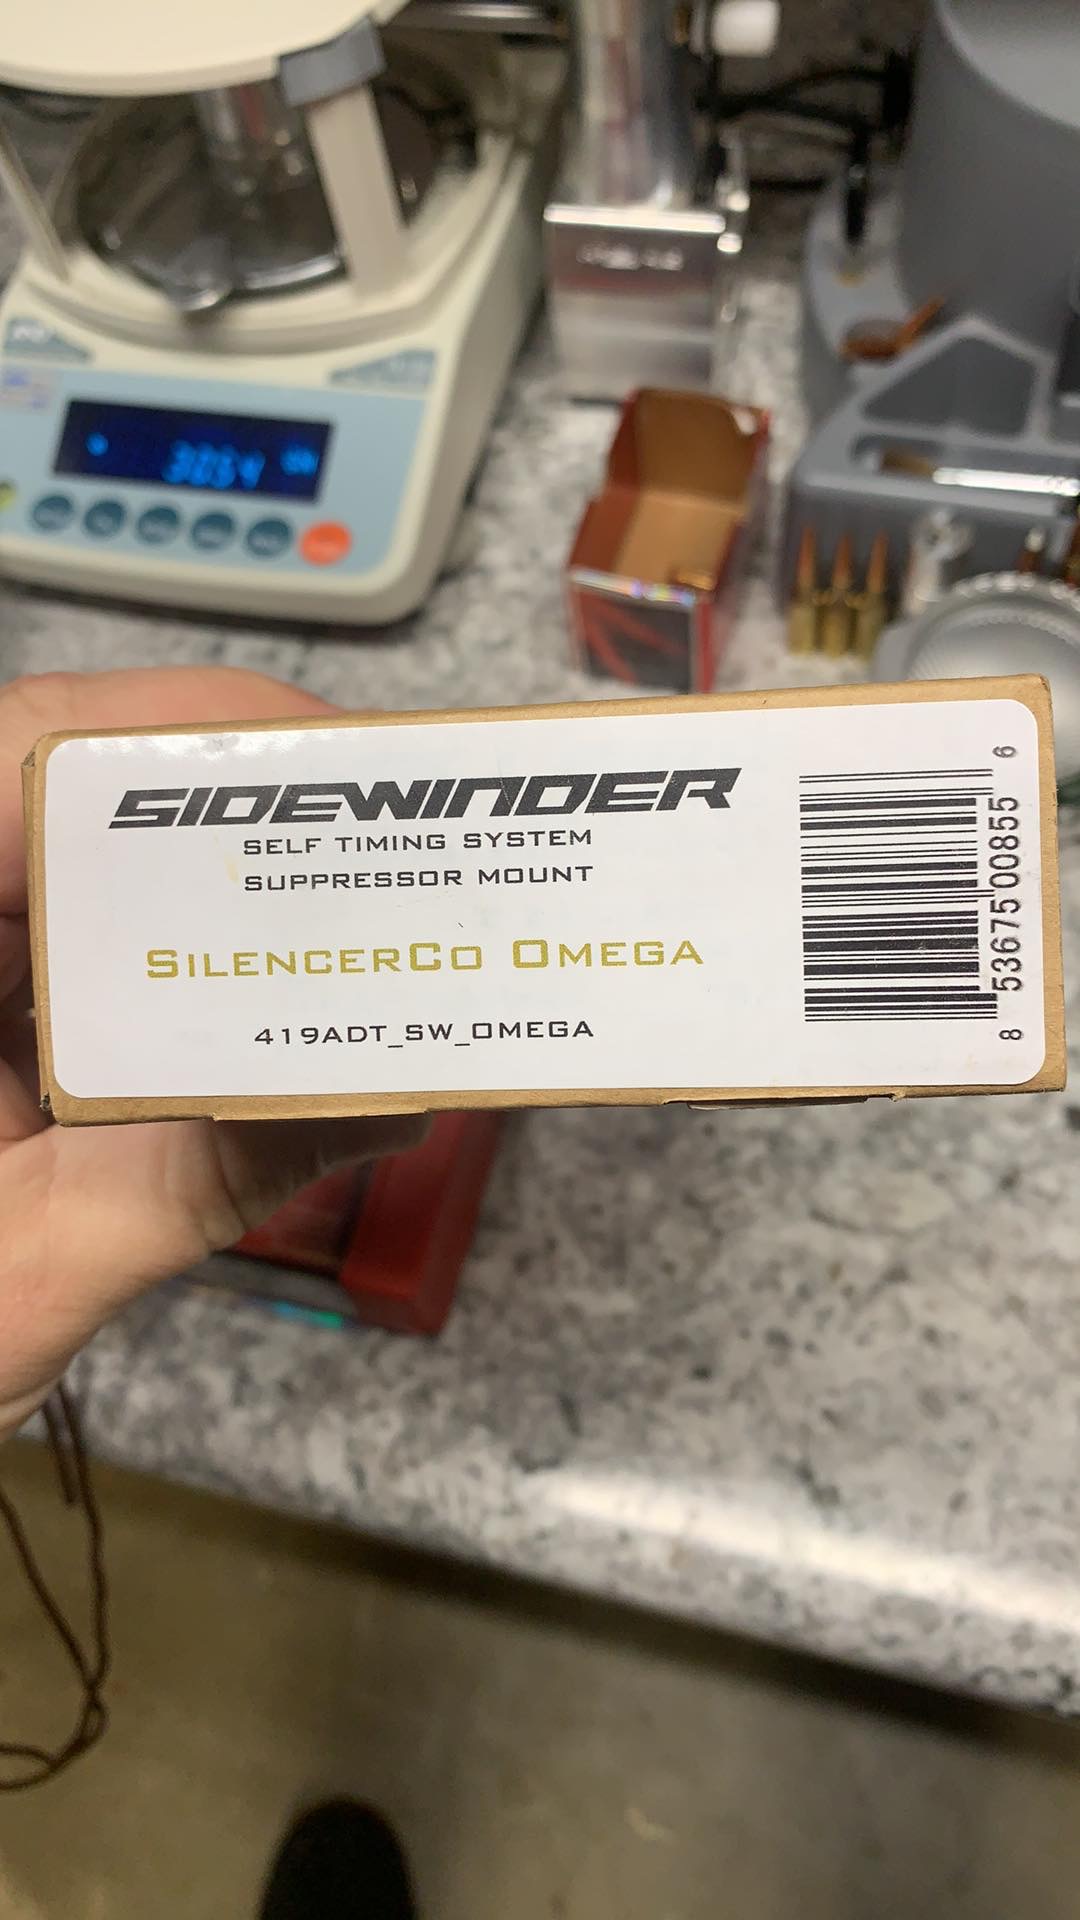 SIDEWINDER
SELF TIMING SYSTEM
SUPPRESSOR MOUNT
SILENCERCO OMEGA
419ADT_SW_OMEGA
8 53675 00855 6